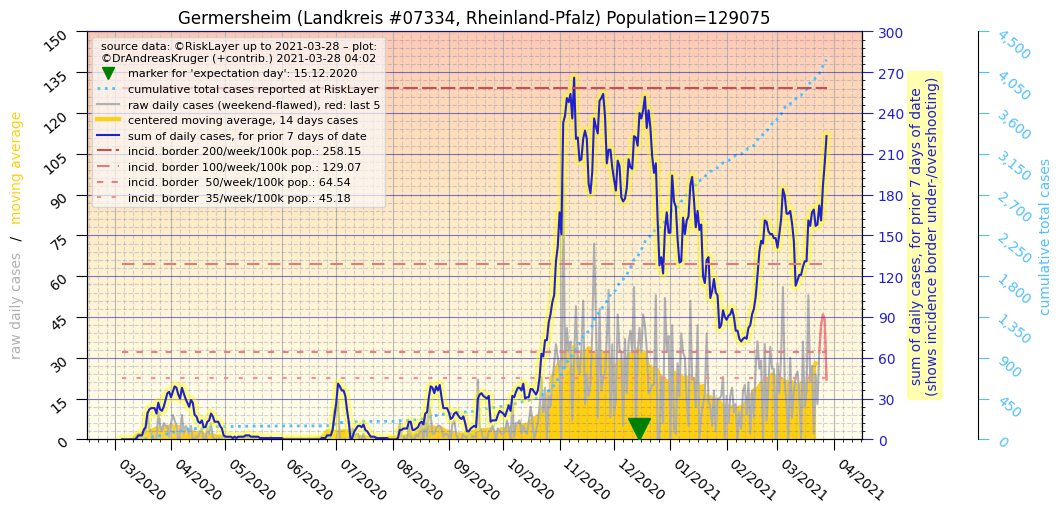 Germersheim (Landkreis #07334, Rheinland-Pfalz) Population=129075
source data: ©RiskLayer up to 2021-03-28 – plot:
©DrAndreasKruger (+contrib.) 2021-03-28 04:02
marker for 'expectation day': 15.12.2020
cumulative total cases reported at RiskLayer
raw daily cases (weekend-flawed), red: last 5
centered moving average, 14 days cases
sum of daily cases, for prior 7 days of date
incid. border 200/week/100k pop.: 258.15
incid. border 100/week/100k pop.: 129.07
incid. border  50/week/100k pop.: 64.54
incid. border  35/week/100k pop.: 45.18
raw daily cases / moving average
150
135
120
105
90
75
60
45
30
15
0
03/2020
04/2020
05/2020
06/2020
07/2020
08/2020
09/2020
10/2020
11/2020
12/2020
01/2021
02/2021
03/2021
04/2021
300
270
240
210
180
150
120
90
60
30
0
sum of daily cases, for prior 7 days of date
(shows incidence border under-/overshooting)
4,500
4,050
3,600
3,150
2,700
2,250
1,800
1,350
900
450
0
cumulative total cases